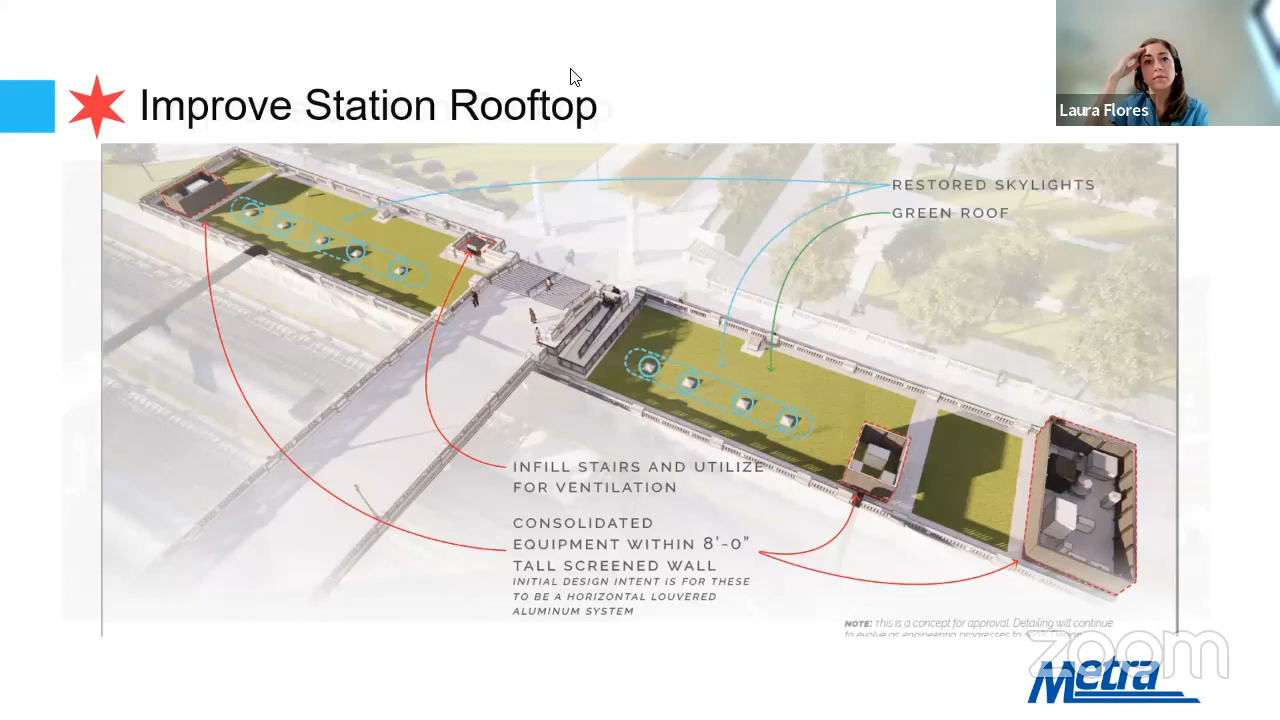 Laura Flores
Improve Station Rooftop
RESTORED SKYLIGHTS
GREEN ROOF
INFILL STAIRS AND UTILIZE
FOR VENTILATION
CONSOLIDATED
EQUIPMENT WITHIN 8'-0"
TALL SCREENED WALL
INITIAL DESIGN INTENT IS FOR THESE
TO BE A HORIZONTAL LOUVERED
ALUMINUM SYSTEM
NOTE: This is a concept for approval. Detailing will continue
to evolve as engineering progresses to
zoom
Metra